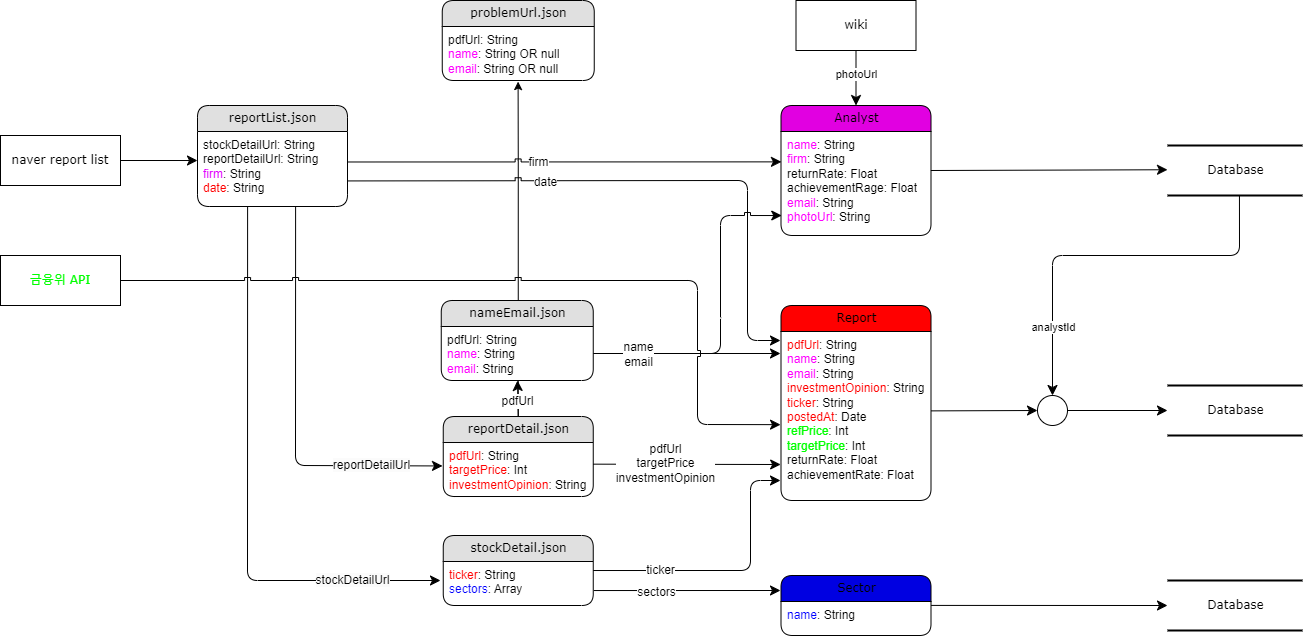 problemUrl.json
pdfUrl: String
name: String OR null
email: String OR null
wiki
photoUrl
reportList.json
stockDetailUrl: String
reportDetailUrl: String
firm: String
date: String
naver report list
firm
date
Analyst
name: String
firm: String
returnRate: Float
achievementRage: Float
email: String
photoUrl: String
Database
금융위 API
nameEmail.json
pdfUrl: String
name: String
email: String
name
email
analystId
Report
pdfUrl: String
name: String
email: String
investmentOpinion: String
ticker: String
postedAt: Date
refPrice: Int
targetPrice: Int
returnRate: Float
achievementRate: Float
Database
pdfUrl
reportDetail.json
pdfUrl: String
targetPrice: Int
investmentOpinion: String
reportDetailUrl
pdfUrl
targetPrice
investmentOpinion
stockDetail.json
ticker: String
sectors: Array
stockDetailUrl
ticker
sectors
Sector
name: String
Database